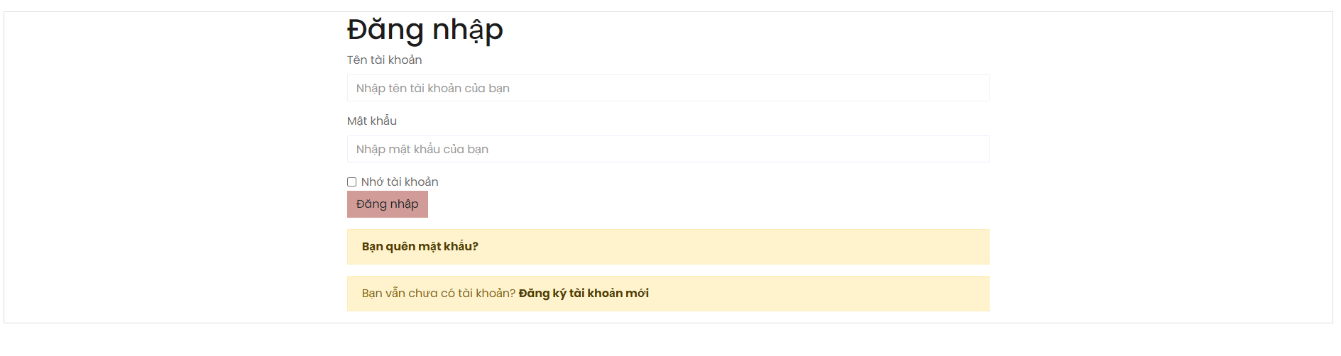 Đăng nhập
Tên tài khoản
Nhập tên tài khoản của bạn
Mật khẩu
Nhập mật khẩu của bạn
Nhớ tài khoản
Đăng nhập
Bạn quên mật khẩu?
Bạn vẫn chưa có tài khoản? Đăng ký tài khoản mới